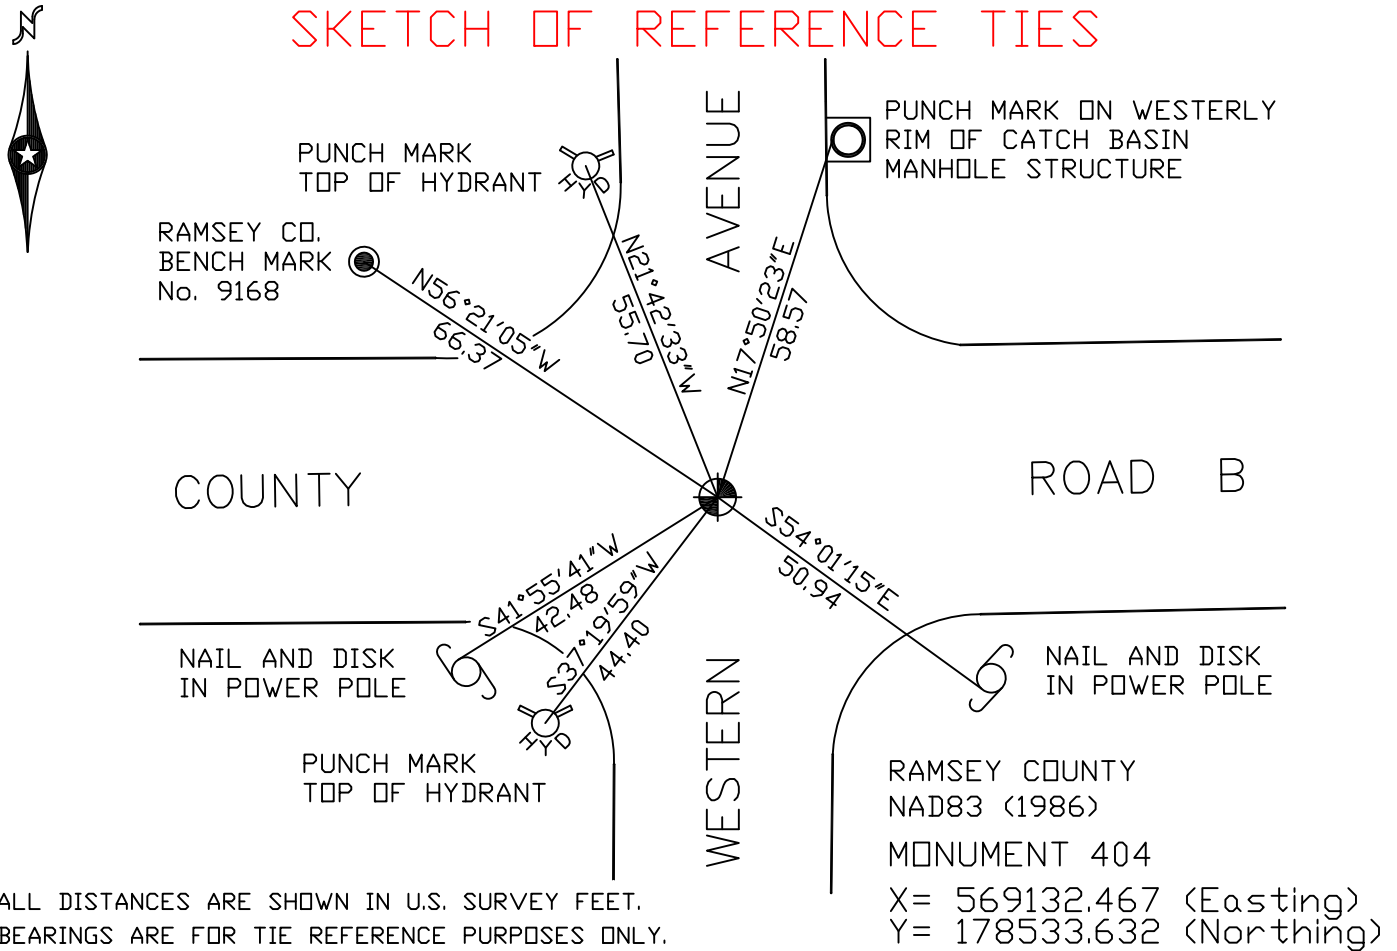 N
SKETCH OF REFERENCE TIES
PUNCH MARK
TOP OF HYDRANT
HYD
AVENUE
PUNCH MARK ON WESTERLY
RIM OF CATCH BASIN
MANHOLE STRUCTURE
RAMSEY CO.
BENCH MARK
No. 9168
N56°21'05"W
66.37
N21°42'33"W
55.70
N17°50'23"E
58.57
COUNTY
ROAD B
S41°55'41"W
42.48
S37°19'59"W
44.40
S54°01'15"E
50.94
NAIL AND DISK
IN POWER POLE
NAIL AND DISK
IN POWER POLE
HYD
PUNCH MARK
TOP OF HYDRANT
WESTERN
RAMSEY COUNTY
NAD83 (1986)
MONUMENT 404
X= 569132.467 (Easting)
Y= 178533.632 (Northing)
ALL DISTANCES ARE SHOWN IN U.S. SURVEY FEET.
BEARINGS ARE FOR TIE REFERENCE PURPOSES ONLY.